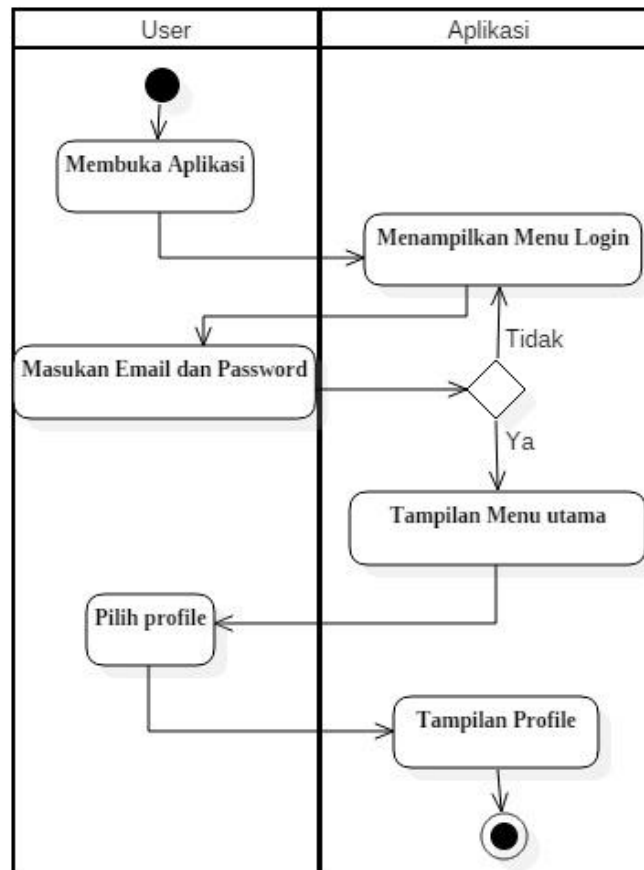 User
Aplikasi
Membuka Aplikasi
Menampilkan Menu Login
Masukan Email dan Password
Tidak
Ya
Tampilan Menu utama
Pilih profile
Tampilan Profile